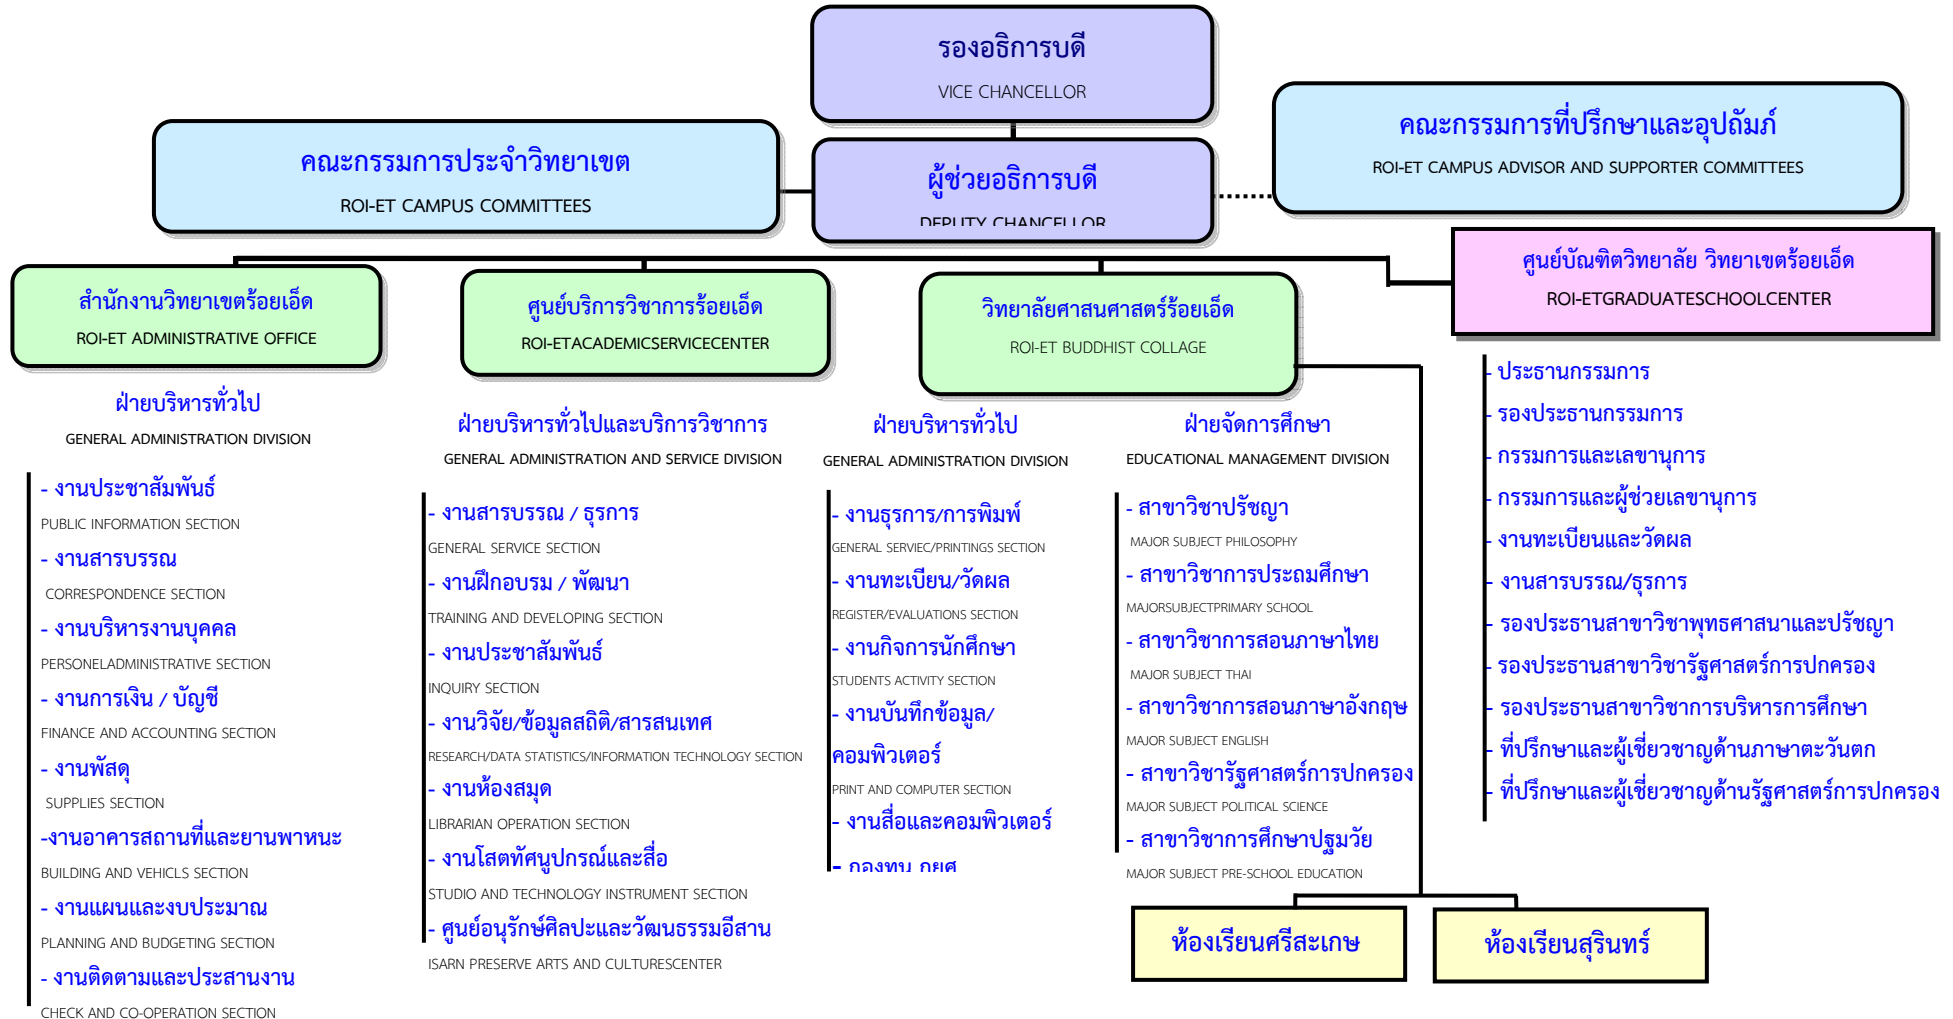 รองอธิการบดี
VICE CHANCELLOR
คณะกรรมการประจำวิทยาเขต
ROI-ET CAMPUS COMMITTEES
ผู้ช่วยอธิการบดี
DEPUTY CHANCELLOR
คณะกรรมการที่ปรึกษาและอุปถัมภ์
ROI-ET CAMPUS ADVISOR AND SUPPORTER COMMITTEES
สำนักงานวิทยาเขตร้อยเอ็ด
ROI-ET ADMINISTRATIVE OFFICE
ศูนย์บริการวิชาการร้อยเอ็ด
ROI-ETACADEMICSERVICECENTER
วิทยาลัยศาสนศาสตร์ร้อยเอ็ด
ROI-ET BUDDHIST COLLAGE
ศูนย์บัณฑิตวิทยาลัย วิทยาเขตร้อยเอ็ด
ROI-ETGRADUATESCHOOLCENTER
ฝ่ายบริหารทั่วไป
GENERAL ADMINISTRATION DIVISION
- งานประชาสัมพันธ์
PUBLIC INFORMATION SECTION
- งานสารบรรณ
CORRESPONDENCE SECTION
- งานบริหารงานบุคคล
PERSONELADMINISTRATIVE SECTION
- งานการเงิน / บัญชี
FINANCE AND ACCOUNTING SECTION
- งานพัสดุ
SUPPLIES SECTION
-งานอาคารสถานที่และยานพาหนะ
BUILDING AND VEHICLS SECTION
- งานแผนและงบประมาณ
PLANNING AND BUDGETING SECTION
- งานติดตามและประสานงาน
CHECK AND CO-OPERATION SECTION
ฝ่ายบริหารทั่วไปและบริการวิชาการ
GENERAL ADMINISTRATION AND SERVICE DIVISION
- งานสารบรรณ / ธุรการ
GENERAL SERVICE SECTION
- งานฝึกอบรม / พัฒนา
TRAINING AND DEVELOPING SECTION
- งานประชาสัมพันธ์
INQUIRY SECTION
- งานวิจัย/ข้อมูลสถิติ/สารสนเทศ
RESEARCH/DATA STATISTICS/INFORMATION TECHNOLOGY SECTION
- งานห้องสมุด
LIBRARIAN OPERATION SECTION
- งานโสตทัศนูปกรณ์และสื่อ
STUDIO AND TECHNOLOGY INSTRUMENT SECTION
- ศูนย์อนุรักษ์ศิลปะและวัฒนธรรมอีสาน
ISARN PRESERVE ARTS AND CULTURESCENTER
ฝ่ายบริหารทั่วไป
GENERAL ADMINISTRATION DIVISION
- งานธุรการ/การพิมพ์
GENERAL SERVIEC/PRINTINGS SECTION
- งานทะเบียน/วัดผล
REGISTER/EVALUATIONS SECTION
- งานกิจการนักศึกษา
STUDENTS ACTIVITY SECTION
- งานบันทึกข้อมูล/
คอมพิวเตอร์
PRINT AND COMPUTER SECTION
- งานสื่อและคอมพิวเตอร์
- กองทุน กยศ
ฝ่ายจัดการศึกษา
EDUCATIONAL MANAGEMENT DIVISION
- สาขาวิชาปรัชญา
MAJOR SUBJECT PHILOSOPHY
- สาขาวิชาการประถมศึกษา
MAJORSUBJECTPRIMARY SCHOOL
- สาขาวิชาการสอนภาษาไทย
MAJOR SUBJECT THAI
- สาขาวิชาการสอนภาษาอังกฤษ
MAJOR SUBJECT ENGLISH
- สาขาวิชารัฐศาสตร์การปกครอง
MAJOR SUBJECT POLITICAL SCIENCE
- สาขาวิชาการศึกษาปฐมวัย
MAJOR SUBJECT PRE-SCHOOL EDUCATION
ห้องเรียนศรีสะเกษ
ห้องเรียนสุรินทร์
- ประธานกรรมการ
- รองประธานกรรมการ
- กรรมการและเลขานุการ
- กรรมการและผู้ช่วยเลขานุการ
- งานทะเบียนและวัดผล
- งานสารบรรณ/ธุรการ
- รองประธานสาขาวิชาพุทธศาสนาและปรัชญา
- รองประธานสาขาวิชารัฐศาสตร์การปกครอง
- รองประธานสาขาวิชาการบริหารการศึกษา
- ที่ปรึกษาและผู้เชี่ยวชาญด้านภาษาตะวันตก
- ที่ปรึกษาและผู้เชี่ยวชาญด้านรัฐศาสตร์การปกครอง